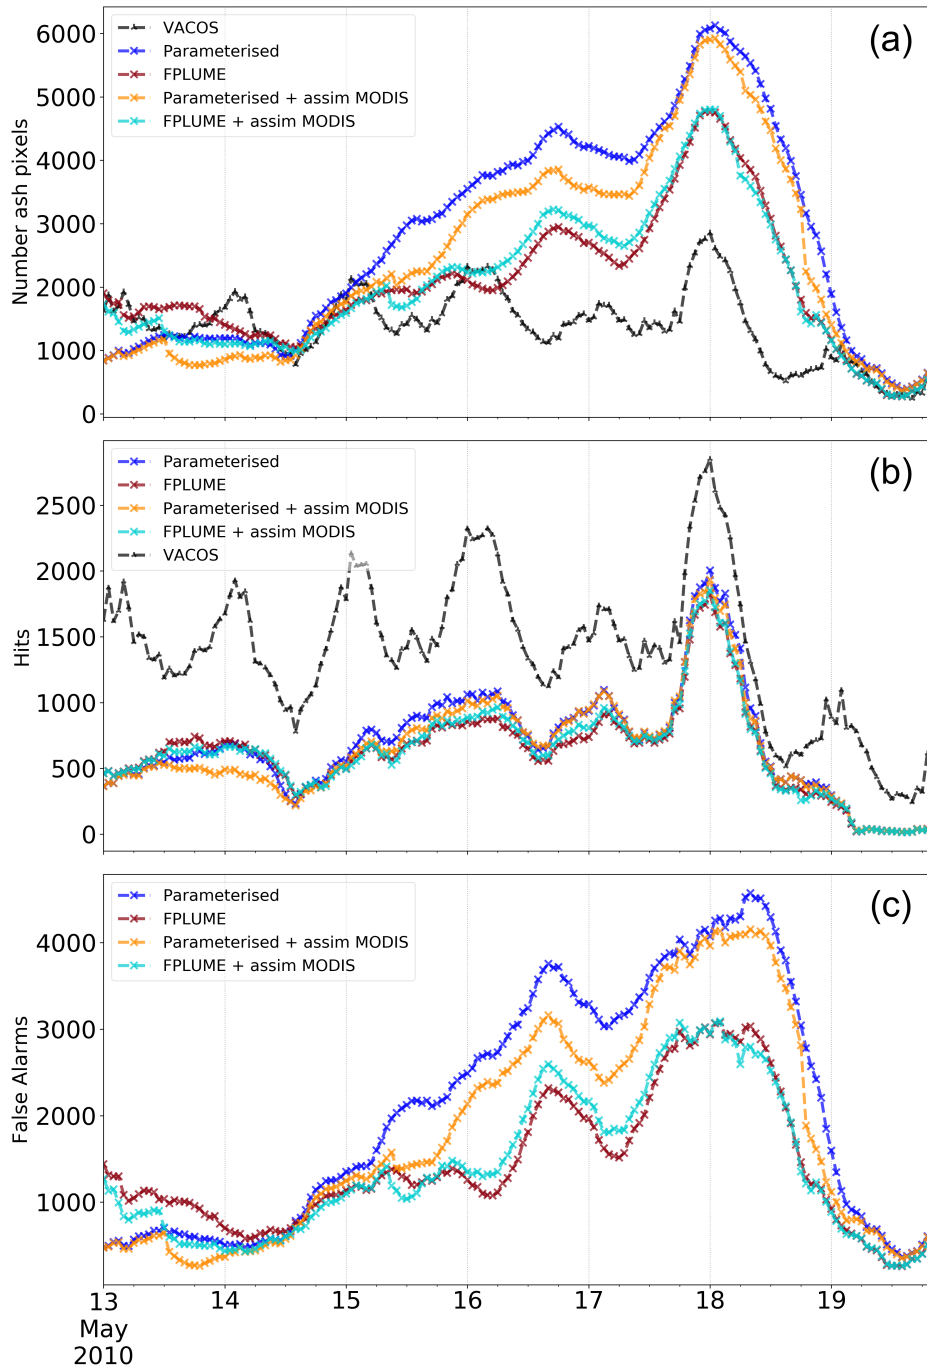 (a)
VACOS
Parameterised
FPLUME
Parameterised + assim MODIS
FPLUME + assim MODIS
Number ash pixels
6000
5000
4000
3000
2000
1000
0
(b)
Parameterised
FPLUME
Parameterised + assim MODIS
FPLUME + assim MODIS
VACOS
Hits
2500
2000
1500
1000
500
0
(c)
Parameterised
FPLUME
Parameterised + assim MODIS
FPLUME + assim MODIS
False Alarms
4000
3000
2000
1000
13 14 15 16 17 18 19
May
2010